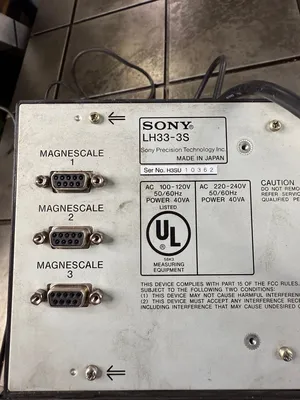 SONY®
LH33-3S
Sony Precision Technology Inc.
MADE IN JAPAN
Ser No. H3SU 10362
MAGNESCALE
1
MAGNESCALE
2
MAGNESCALE
3
AC 100-120V
50/60Hz
POWER 40VA
LISTED
UL
®
MEASURING
EQUIPMENT
AC 220-240V
50/60Hz
POWER 40VA
CAUTION
DO NOT REM
REFER SERVIC
QUALIFIED PE
THIS DEVICE COMPLIES WITH PART 15 OF THE FCC RULES.
SUBJECT TO THE FOLLOWING TWO CONDITIONS:
(1) THIS DEVICE MAY NOT CAUSE HARMFUL INTERFEREN
(2) THIS DEVICE MUST ACCEPT ANY INTERFERENCE RECEI
INCLUDING INTERFERENCE THAT MAY CAUSE UNDESIRED O